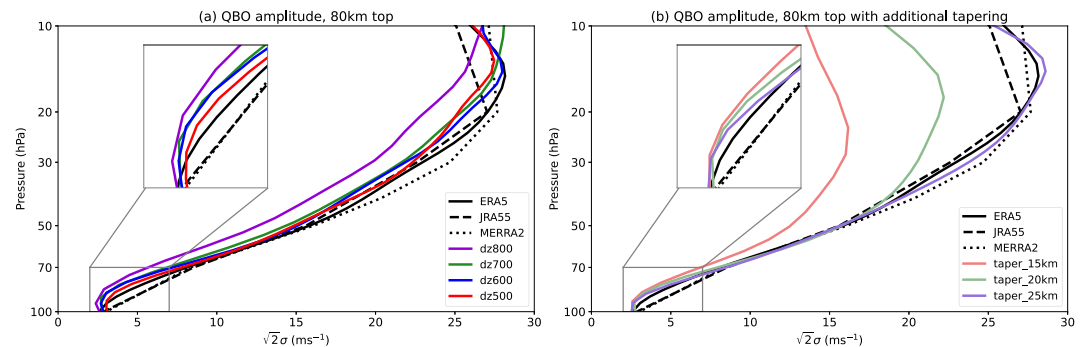 (a) QBO amplitude, 80km top
10
20
30
50
70
100
Pressure (hPa)
ERA5
JRA55
MERRA2
dz800
dz700
dz600
dz500
0 5 10 15 20 25 30
√2σ (ms⁻¹)
(b) QBO amplitude, 80km top with additional tapering
10
20
30
50
70
100
Pressure (hPa)
ERA5
JRA55
MERRA2
taper_15km
taper_20km
taper_25km
0 5 10 15 20 25 30
√2σ (ms⁻¹)